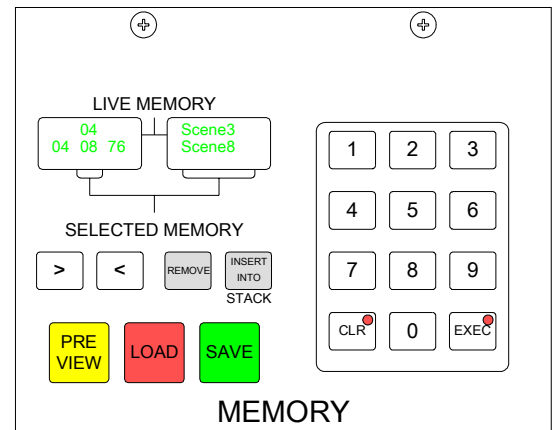 LIVE MEMORY
04
04 08 76
Scene3
Scene8
SELECTED MEMORY
>
<
REMOVE
INSERT
INTO
STACK
PRE
VIEW
LOAD
SAVE
1 2 3
4 5 6
7 8 9
CLR 0 EXEC
MEMORY